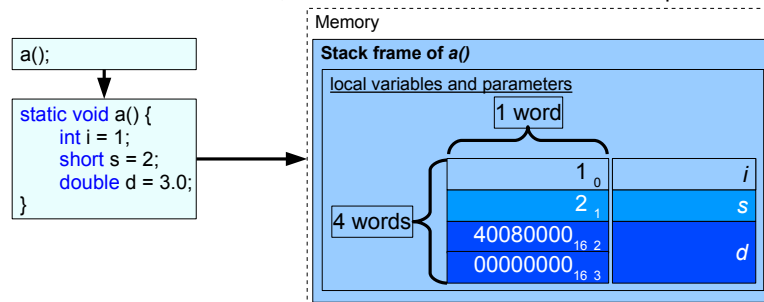 Memory
a();
Stack frame of a()
local variables and parameters
1 word
static void a() {
int i = 1;
short s = 2;
double d = 3.0;
}
4 words
1 0 i
2 1 s
40080000 16 2
d
00000000 16 3